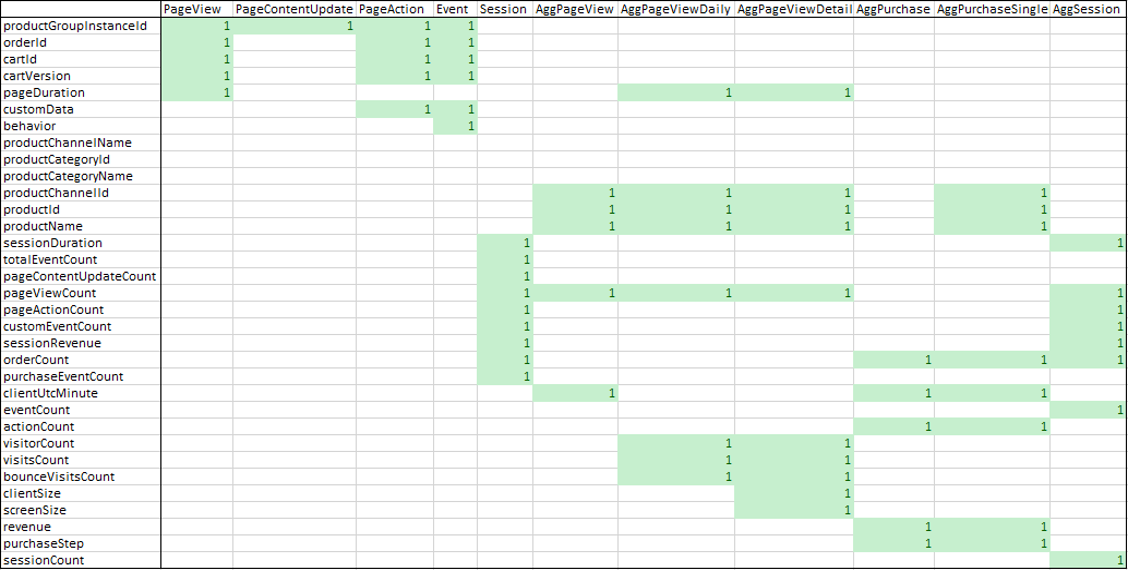 PageView PageContentUpdate PageAction Event Session AggPageView AggPageViewDaily AggPageViewDetail AggPurchase AggPurchaseSingle AggSession
productGroupInstanceId 1 1 1 1
orderId 1 1 1
cartId 1 1 1
cartVersion 1 1 1
pageDuration 1 1 1
customData 1 1
behavior 1
productChannelName
productCategoryId
productCategoryName
productChannelId 1 1 1 1
productId 1 1 1 1
productName 1 1 1 1
sessionDuration 1 1
totalEventCount 1
pageContentUpdateCount 1
pageViewCount 1 1 1 1 1
pageActionCount 1 1
customEventCount 1 1
sessionRevenue 1 1
orderCount 1 1 1 1
purchaseEventCount 1
clientUtcMinute 1 1 1
eventCount 1
actionCount 1 1
visitorCount 1 1
visitsCount 1 1
bounceVisitsCount 1 1
clientSize 1
screenSize 1
revenue 1 1
purchaseStep 1 1
sessionCount 1